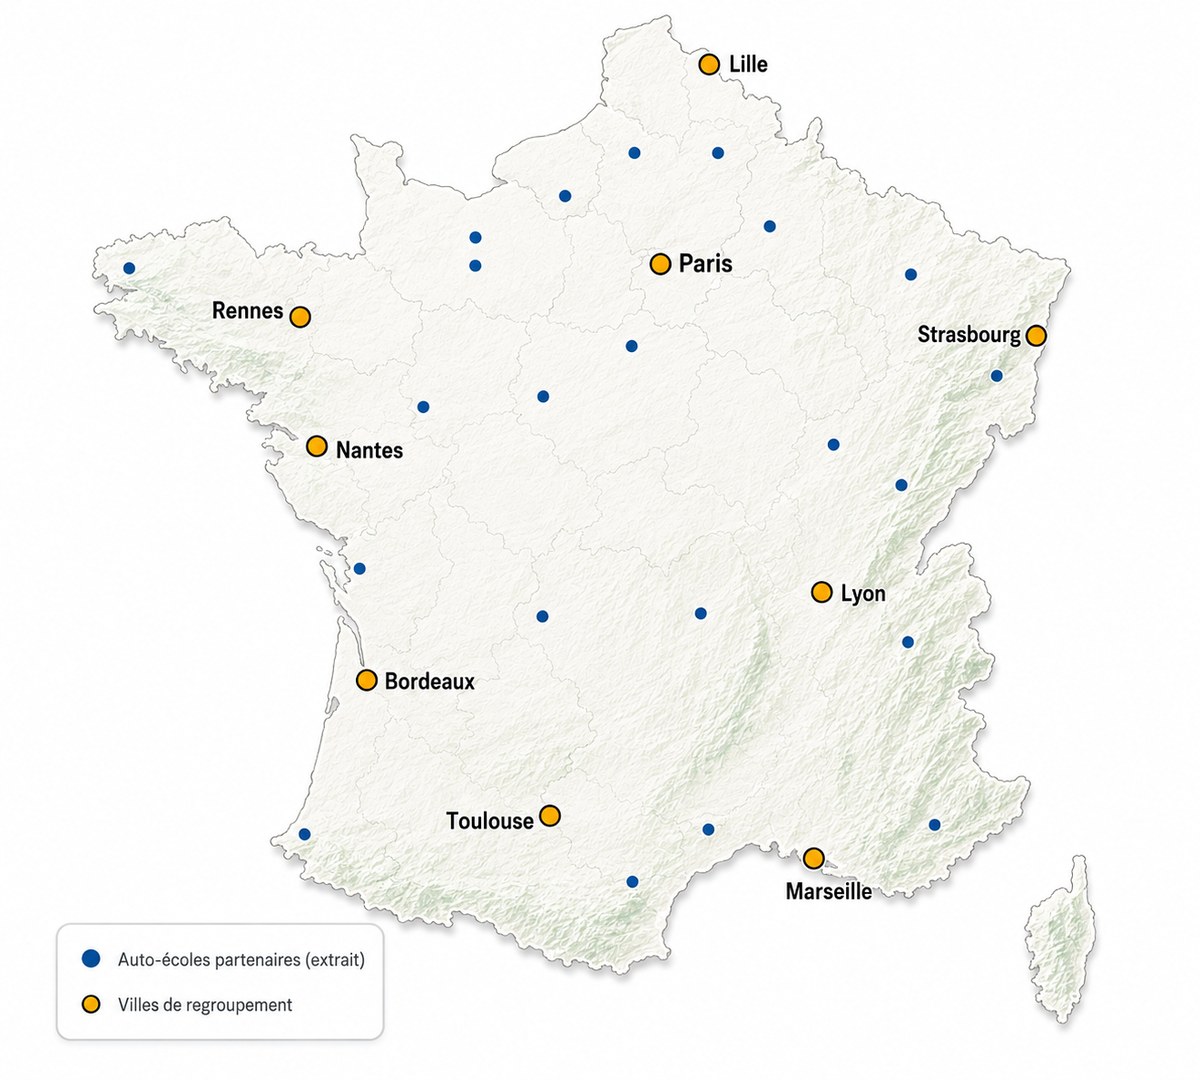 Lille
Paris
Rennes
Strasbourg
Nantes
Lyon
Bordeaux
Toulouse
Marseille
Auto-écoles partenaires (extrait)
Villes de regroupement